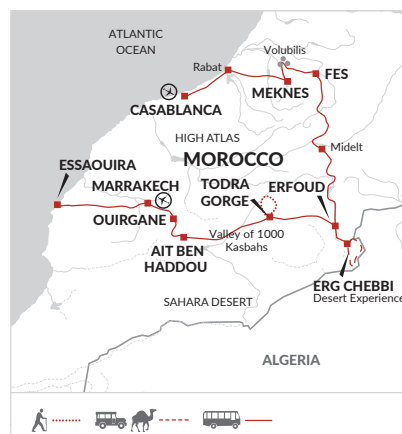 ATLANTIC
OCEAN
Volubilis
Rabat
FES
MEKNES
CASABLANCA
HIGH ATLAS
Midelt
MOROCCO
ESSAOUIRA
MARRAKECH
TODRA
GORGE
ERFOUD
OUIRGANE
Valley of 1000
Kasbahs
AIT BEN
HADDOU
ERG CHEBBI
Desert Experience
SAHARA DESERT
ALGERIA